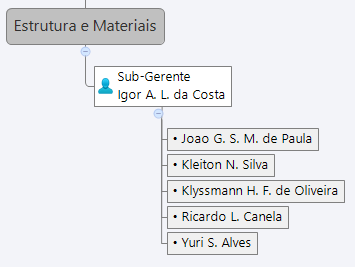 Estrutura e Materiais
Sub-Gerente
Igor A. L. da Costa
• Joao G. S. M. de Paula
• Kleiton N. Silva
• Klyssmann H. F. de Oliveira
• Ricardo L. Canela
• Yuri S. Alves